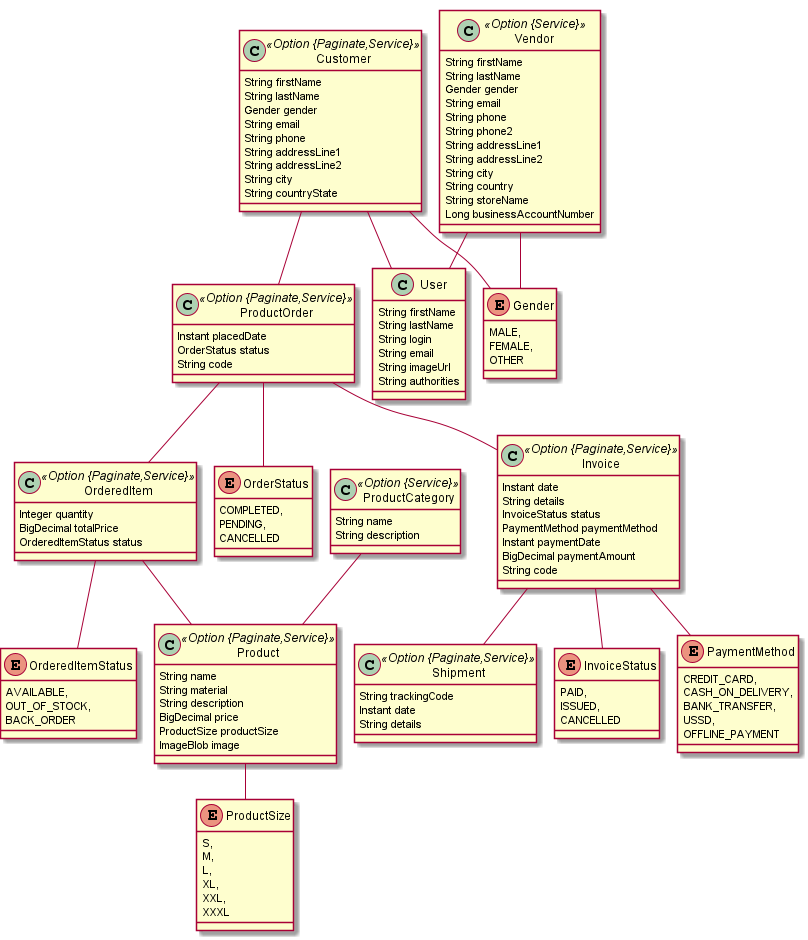 C «Option {Paginate,Service}»
Customer
String firstName
String lastName
Gender gender
String email
String phone
String addressLine1
String addressLine2
String city
String countryState
C «Option {Service}»
Vendor
String firstName
String lastName
Gender gender
String email
String phone
String phone2
String addressLine1
String addressLine2
String city
String country
String storeName
Long businessAccountNumber
C «Option {Paginate,Service}»
ProductOrder
Instant placedDate
OrderStatus status
String code
C User
String firstName
String lastName
String login
String email
String imageUrl
String authorities
E Gender
MALE,
FEMALE,
OTHER
C «Option {Paginate,Service}»
OrderedItem
Integer quantity
BigDecimal totalPrice
OrderedItemStatus status
E OrderStatus
COMPLETED,
PENDING,
CANCELLED
C «Option {Service}»
ProductCategory
String name
String description
C «Option {Paginate,Service}»
Invoice
Instant date
String details
InvoiceStatus status
PaymentMethod paymentMethod
Instant paymentDate
BigDecimal paymentAmount
String code
E OrderedItemStatus
AVAILABLE,
OUT_OF_STOCK,
BACK_ORDER
C «Option {Paginate,Service}»
Product
String name
String material
String description
BigDecimal price
ProductSize productSize
ImageBlob image
C «Option {Paginate,Service}»
Shipment
String trackingCode
Instant date
String details
E InvoiceStatus
PAID,
ISSUED,
CANCELLED
E PaymentMethod
CREDIT_CARD,
CASH_ON_DELIVERY,
BANK_TRANSFER,
USSD,
OFFLINE_PAYMENT
E ProductSize
S,
M,
L,
XL,
XXL,
XXXL